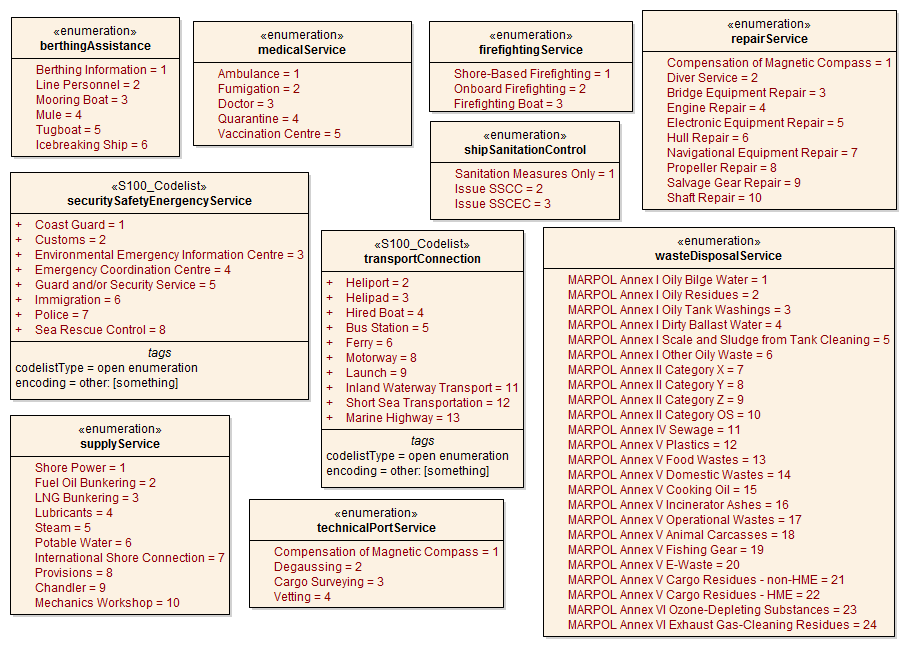 «enumeration»
berthingAssistance
Berthing Information = 1
Line Personnel = 2
Mooring Boat = 3
Mule = 4
Tugboat = 5
Icebreaking Ship = 6
«enumeration»
medicalService
Ambulance = 1
Fumigation = 2
Doctor = 3
Quarantine = 4
Vaccination Centre = 5
«enumeration»
firefightingService
Shore-Based Firefighting = 1
Onboard Firefighting = 2
Firefighting Boat = 3
«enumeration»
repairService
Compensation of Magnetic Compass = 1
Diver Service = 2
Bridge Equipment Repair = 3
Engine Repair = 4
Electronic Equipment Repair = 5
Hull Repair = 6
Navigational Equipment Repair = 7
Propeller Repair = 8
Salvage Gear Repair = 9
Shaft Repair = 10
«enumeration»
shipSanitationControl
Sanitation Measures Only = 1
Issue SSCC = 2
Issue SSCEC = 3
«S100_Codelist»
securitySafetyEmergencyService
+ Coast Guard = 1
+ Customs = 2
+ Environmental Emergency Information Centre = 3
+ Emergency Coordination Centre = 4
+ Guard and/or Security Service = 5
+ Immigration = 6
+ Police = 7
+ Sea Rescue Control = 8
tags
codelistType = open enumeration
encoding = other: [something]
«S100_Codelist»
transportConnection
+ Heliport = 2
+ Helipad = 3
+ Hired Boat = 4
+ Bus Station = 5
+ Ferry = 6
+ Motorway = 8
+ Launch = 9
+ Inland Waterway Transport = 11
+ Short Sea Transportation = 12
+ Marine Highway = 13
tags
codelistType = open enumeration
encoding = other: [something]
«enumeration»
wasteDisposalService
MARPOL Annex I Oily Bilge Water = 1
MARPOL Annex I Oily Residues = 2
MARPOL Annex I Oily Tank Washings = 3
MARPOL Annex I Dirty Ballast Water = 4
MARPOL Annex I Scale and Sludge from Tank Cleaning = 5
MARPOL Annex I Other Oily Waste = 6
MARPOL Annex II Category X = 7
MARPOL Annex II Category Y = 8
MARPOL Annex II Category Z = 9
MARPOL Annex II Category OS = 10
MARPOL Annex IV Sewage = 11
MARPOL Annex V Plastics = 12
MARPOL Annex V Food Wastes = 13
MARPOL Annex V Domestic Wastes = 14
MARPOL Annex V Cooking Oil = 15
MARPOL Annex V Incinerator Ashes = 16
MARPOL Annex V Operational Wastes = 17
MARPOL Annex V Animal Carcasses = 18
MARPOL Annex V Fishing Gear = 19
MARPOL Annex V E-Waste = 20
MARPOL Annex V Cargo Residues - non-HME = 21
MARPOL Annex V Cargo Residues - HME = 22
MARPOL Annex VI Ozone-Depleting Substances = 23
MARPOL Annex VI Exhaust Gas-Cleaning Residues = 24
«enumeration»
supplyService
Shore Power = 1
Fuel Oil Bunkering = 2
LNG Bunkering = 3
Lubricants = 4
Steam = 5
Potable Water = 6
International Shore Connection = 7
Provisions = 8
Chandler = 9
Mechanics Workshop = 10
«enumeration»
technicalPortService
Compensation of Magnetic Compass = 1
Degaussing = 2
Cargo Surveying = 3
Vetting = 4